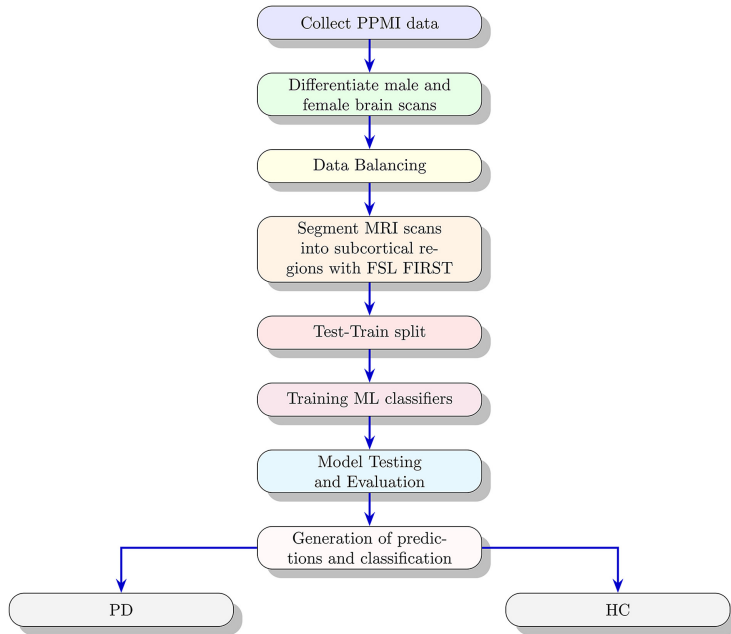 Collect PPMI data
Differentiate male and
female brain scans
Data Balancing
Segment MRI scans
into subcortical re-
gions with FSL FIRST
Test-Train split
Training ML classifiers
Model Testing
and Evaluation
Generation of predic-
tions and classification
PD
HC